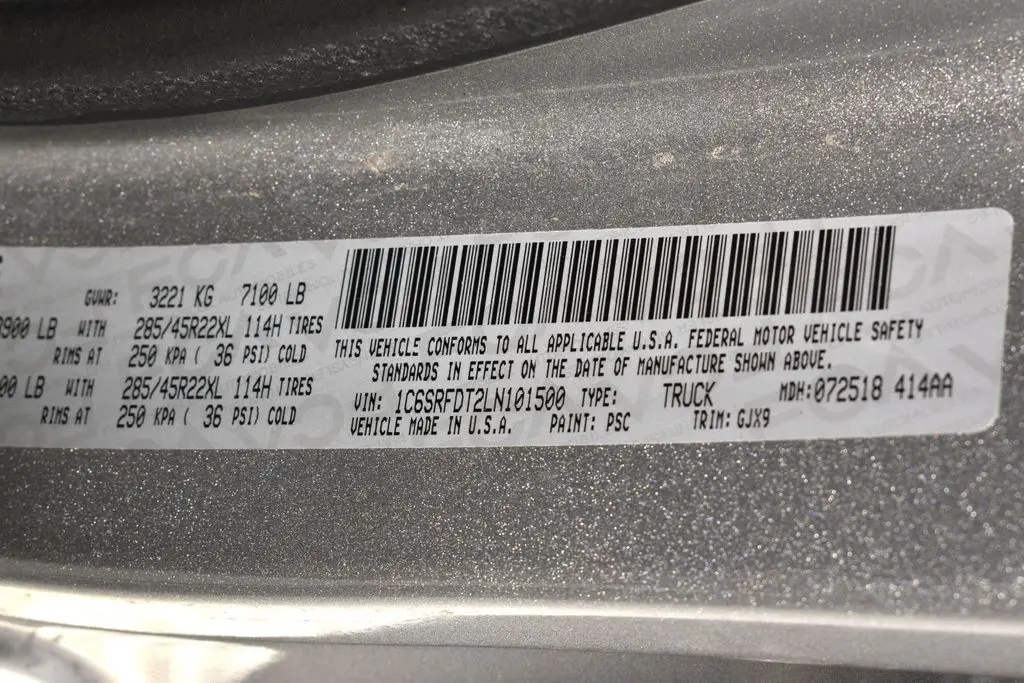 GVWR: 3221 KG 7100 LB
LB WITH 285/45R22XL 114H TIRES
RIMS AT 250 KPA ( 36 PSI) COLD
LB WITH 285/45R22XL 114H TIRES
AT 250 KPA ( 36 PSI) COLD
THIS VEHICLE CONFORMS TO ALL APPLICABLE U.S.A. FEDERAL MOTOR VEHICLE SAFETY
STANDARDS IN EFFECT ON THE DATE OF MANUFACTURE SHOWN ABOVE.
VIN: 1C6SRFDT2LN101500 TYPE: TRUCK MDH:072518 414AA
VEHICLE MADE IN U.S.A. PAINT: PSC TRIM: GJX9